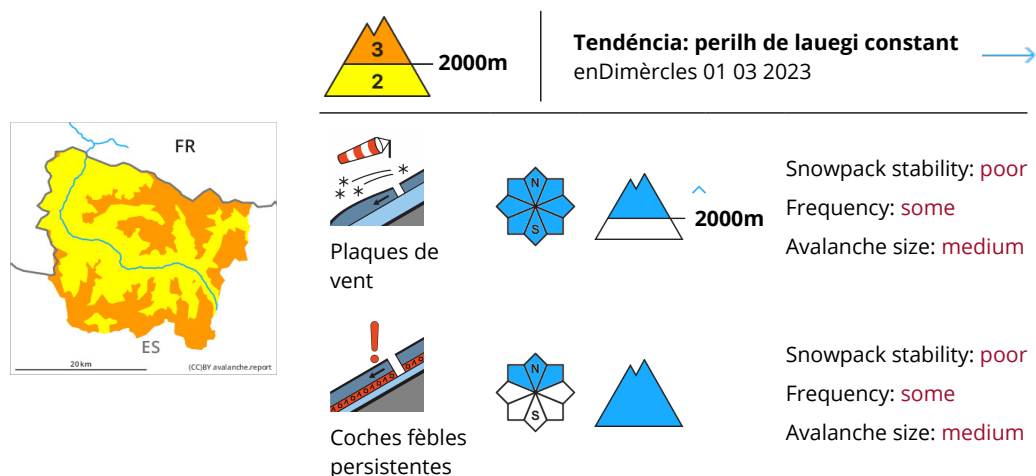 3
2
2000m
Tendéncia: perilh de lauegi constant
enDimèrcles 01 03 2023
FR
ES
20 km
(CC)BY avalanche.report
N
S
2000m
Plaques de
vent
Snowpack stability: poor
Frequency: some
Avalanche size: medium
N
S
Coches fèbles
persistentes
Snowpack stability: poor
Frequency: some
Avalanche size: medium